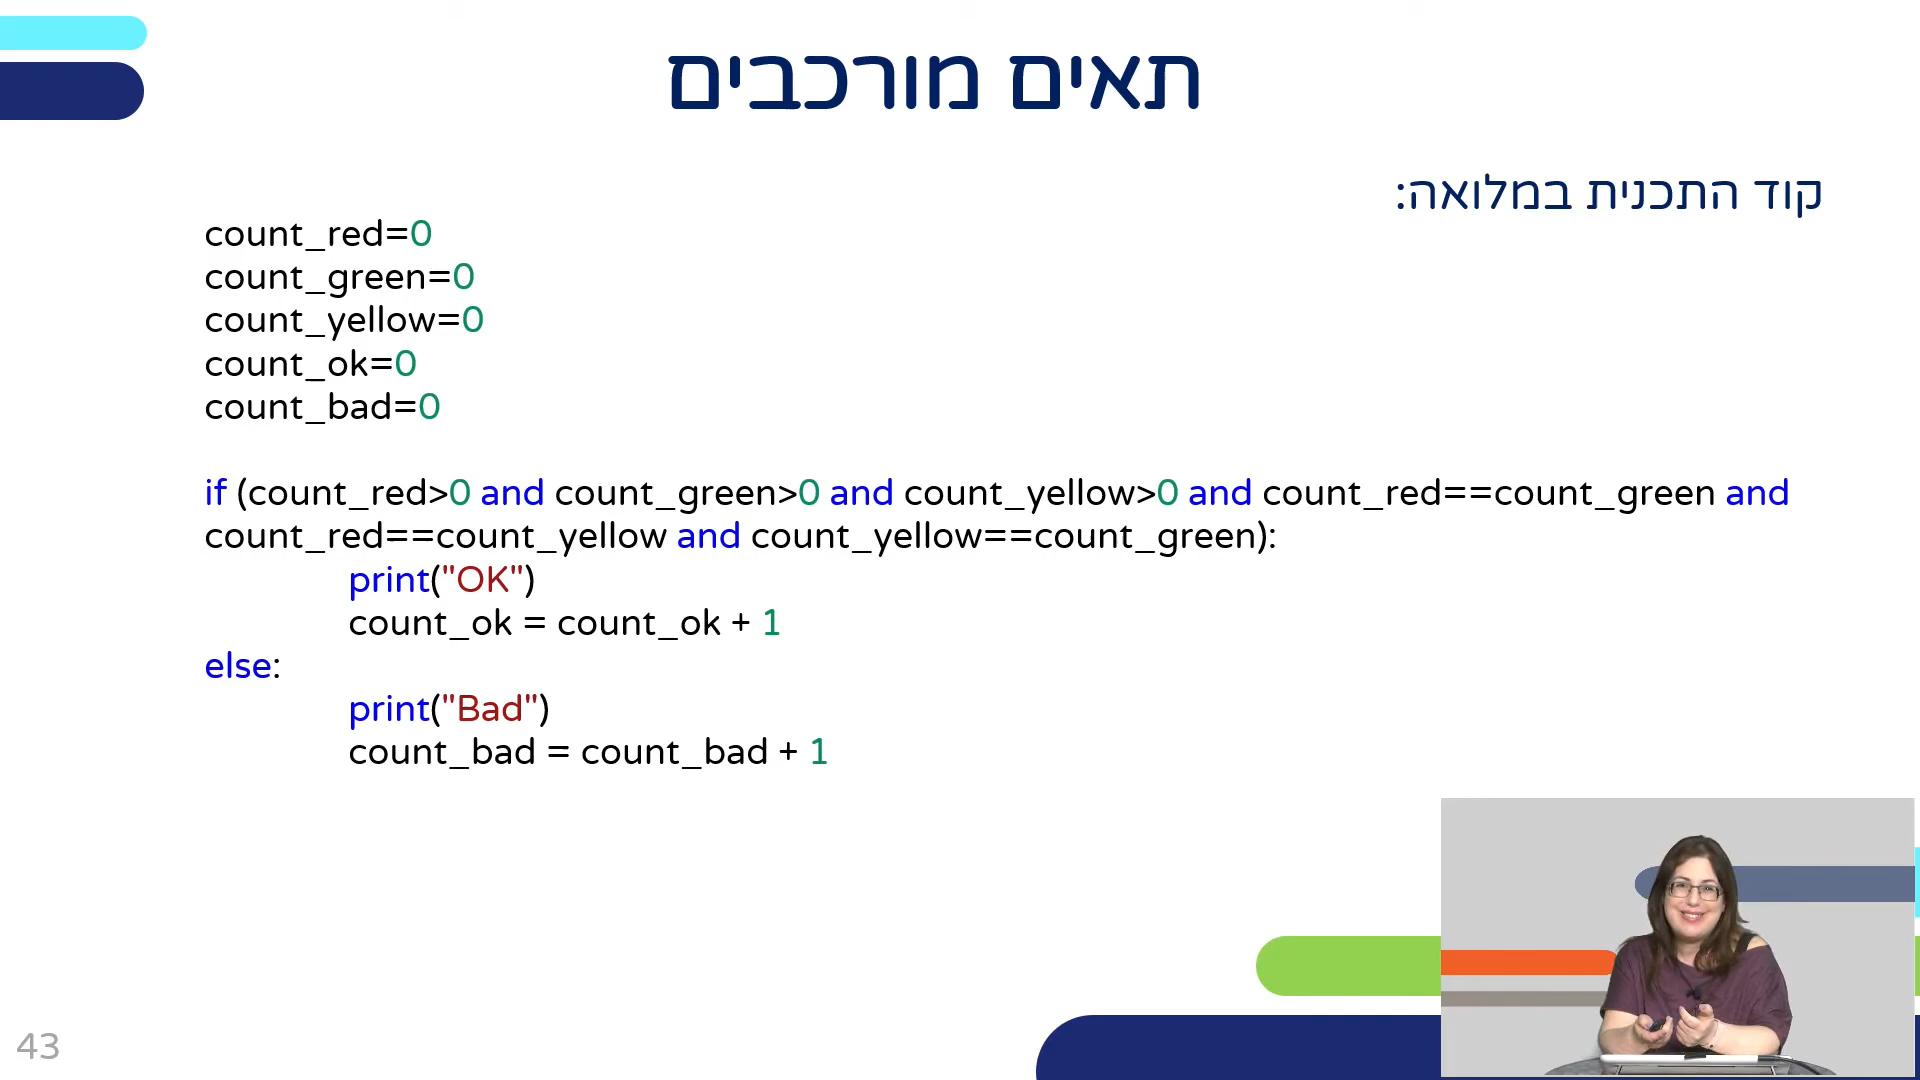 תאים מורכבים
קוד התכנית במלואה:
count_red=0
count_green=0
count_yellow=0
count_ok=0
count_bad=0
if (count_red>0 and count_green>0 and count_yellow>0 and count_red==count_green and
count_red==count_yellow and count_yellow==count_green):
print("OK")
count_ok = count_ok + 1
else:
print("Bad")
count_bad = count_bad + 1
43